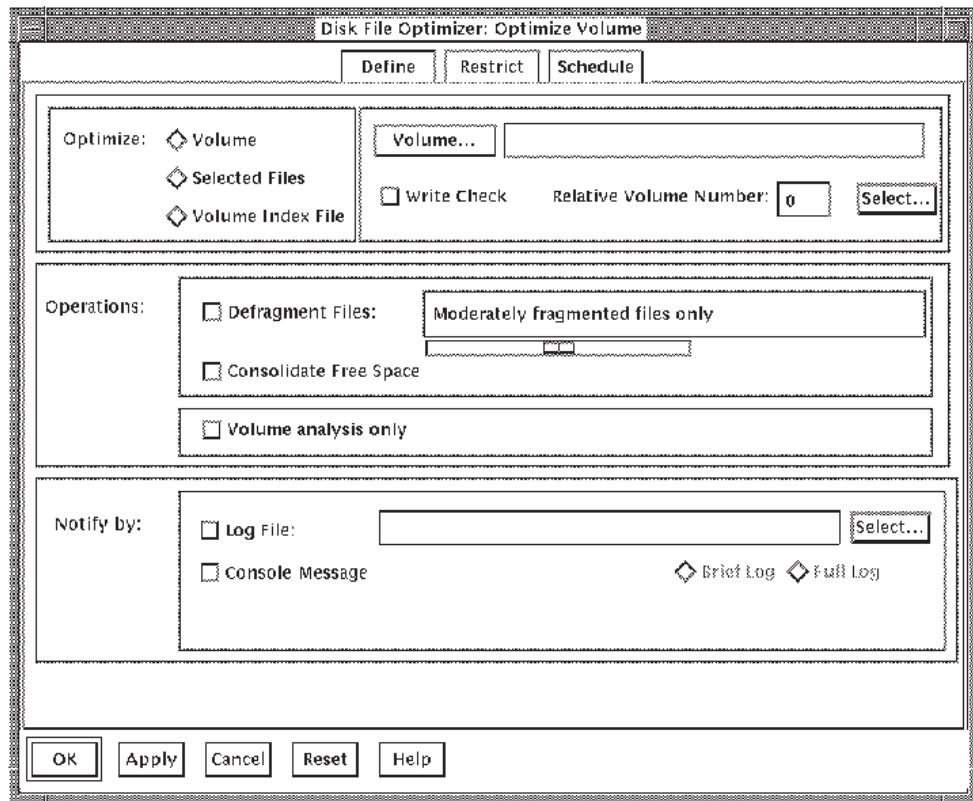 Disk File Optimizer: Optimize Volume
Define Restrict Schedule
Optimize: Volume Volume...
Selected Files
Write Check Relative Volume Number: 0 Select...
Volume Index File
Operations: Defragment Files: Moderately fragmented files only
Consolidate Free Space
Volume analysis only
Notify by: Log File: Select...
Console Message Brief Log Full Log
OK Apply Cancel Reset Help